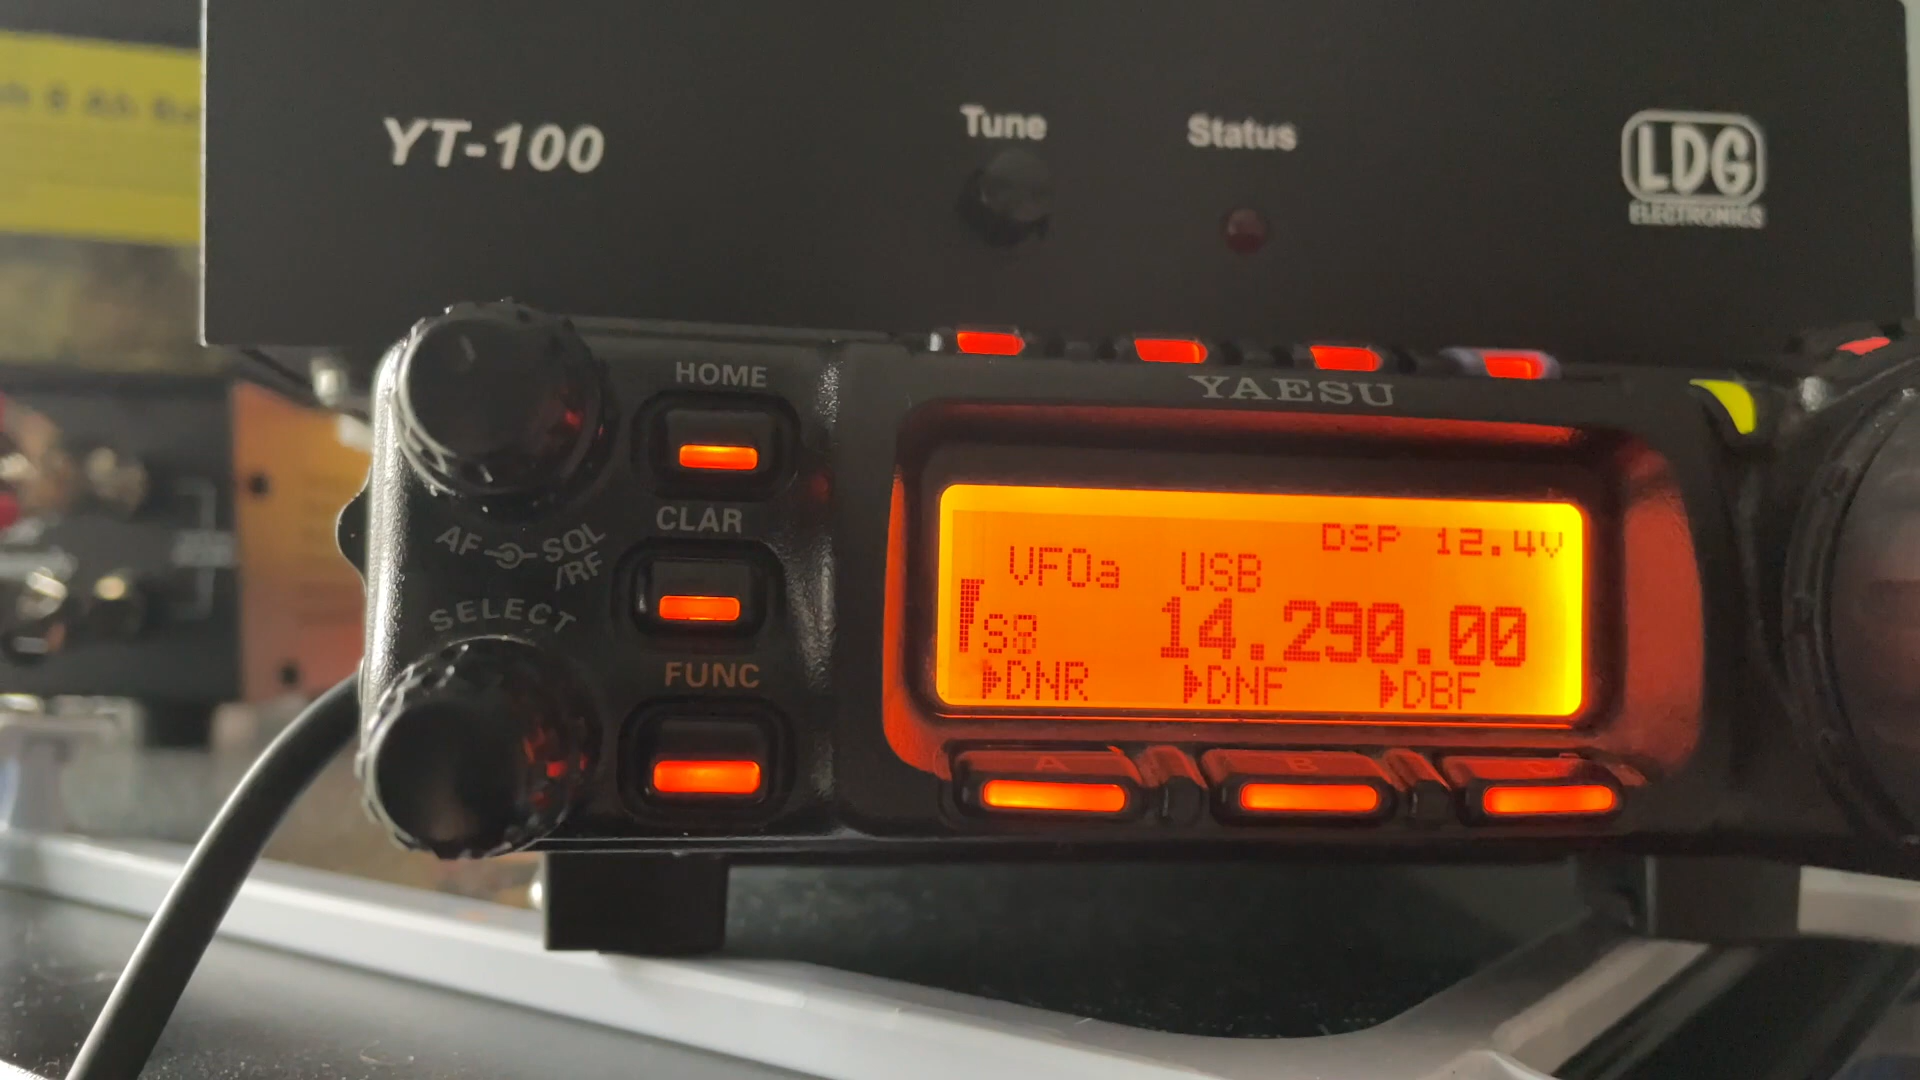 YT-100
Tune
Status
LDG
ELECTRONICS
HOME
YAESU
CLAR
AF SQL
/RF
SELECT
FUNC
DSP 12.4V
VFOa USB
14.290.00
DNR DNF DBF
A B C